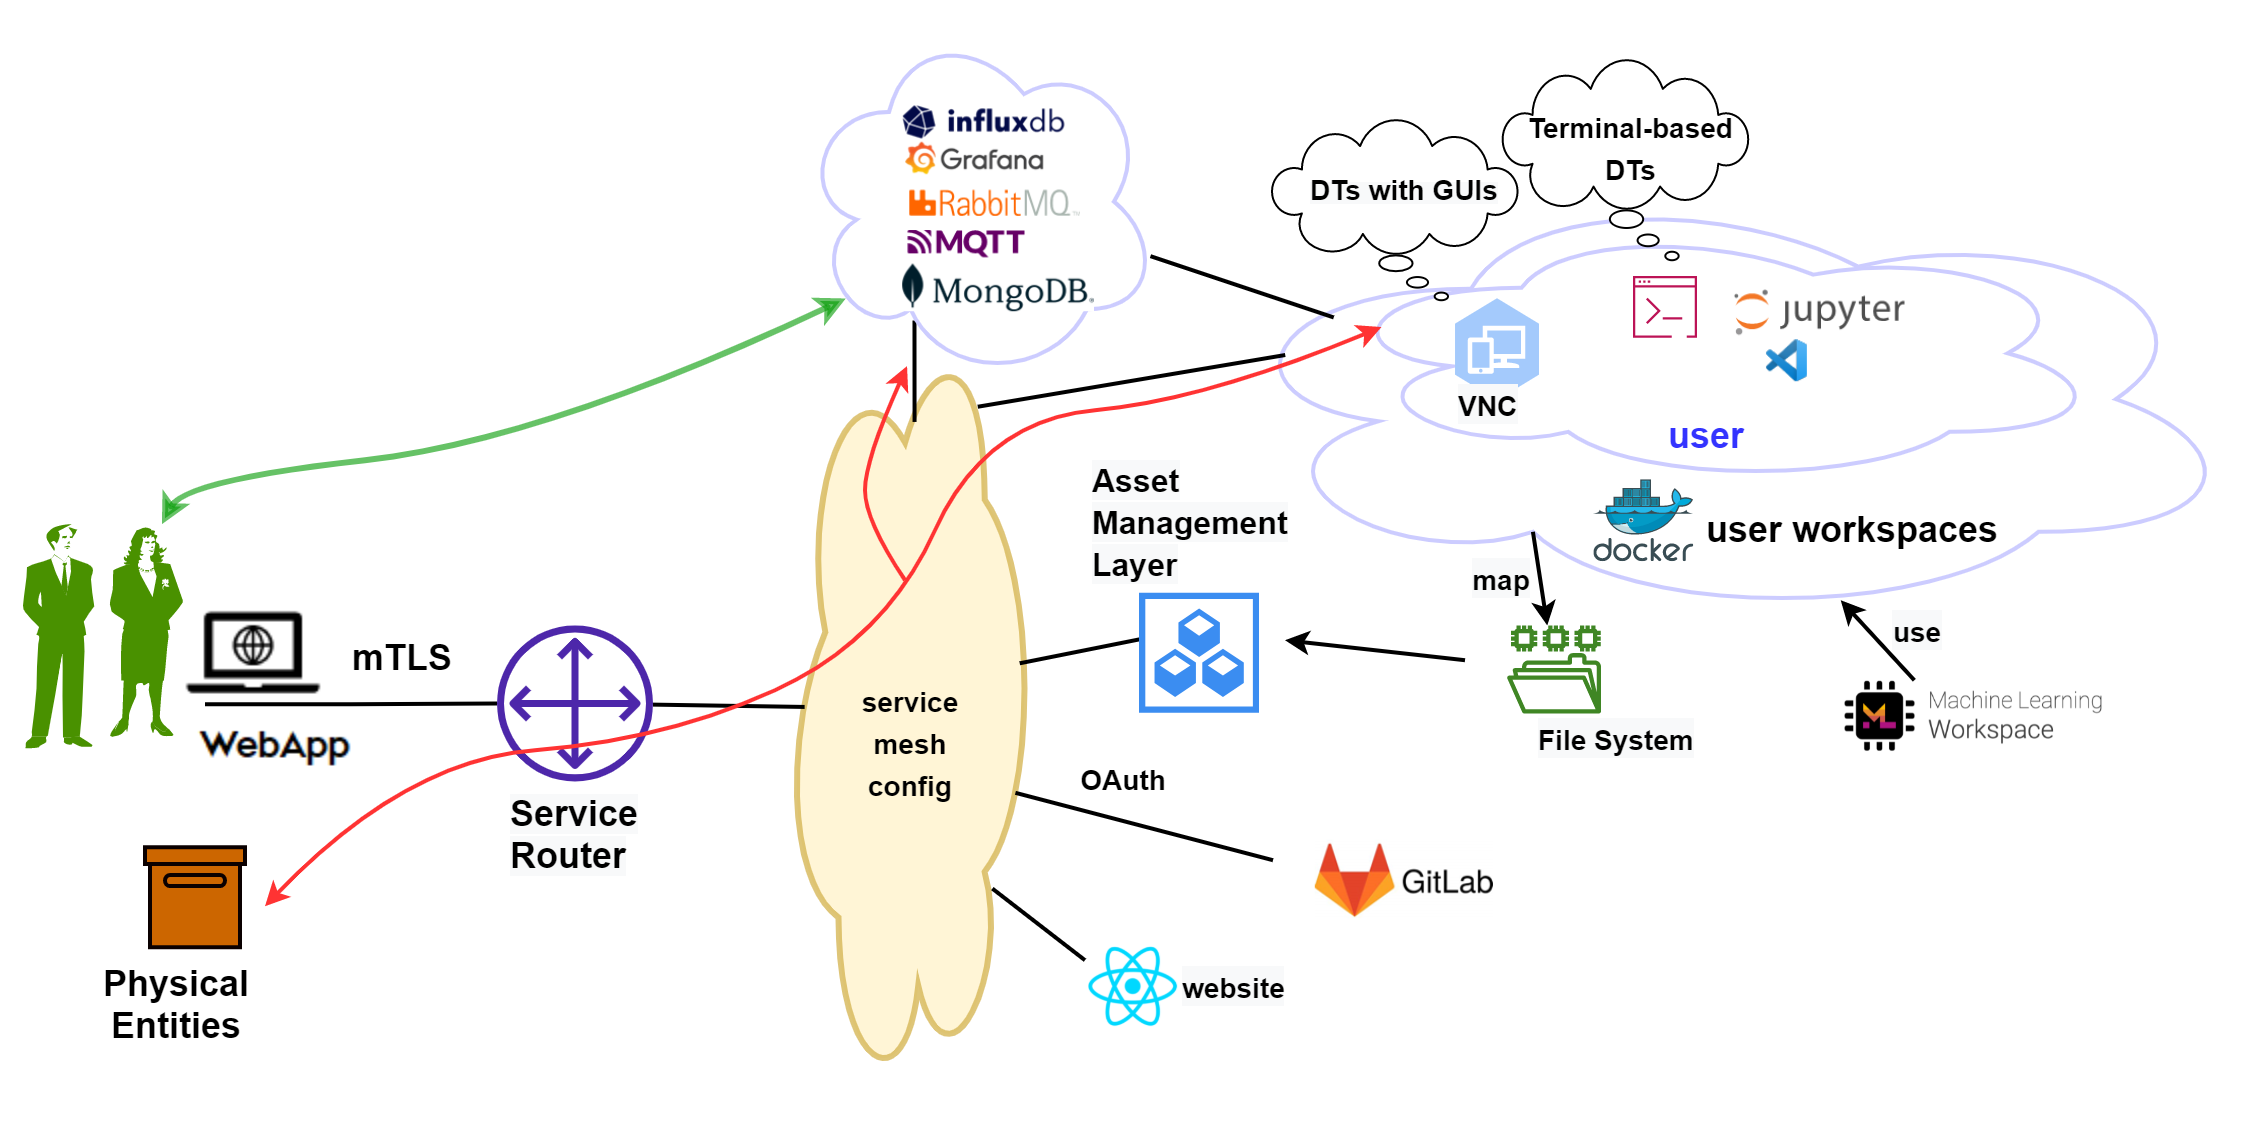 influxdb
Grafana
RabbitMQ™
MQTT
MongoDB®
Terminal-based
DTs
DTs with GUIs
jupyter
VNC
user
docker
user workspaces
Asset
Management
Layer
map
use
mTLS
WebApp
Service
Router
service
mesh
config
File System
Machine Learning
Workspace
ML
OAuth
GitLab
website
Physical
Entities